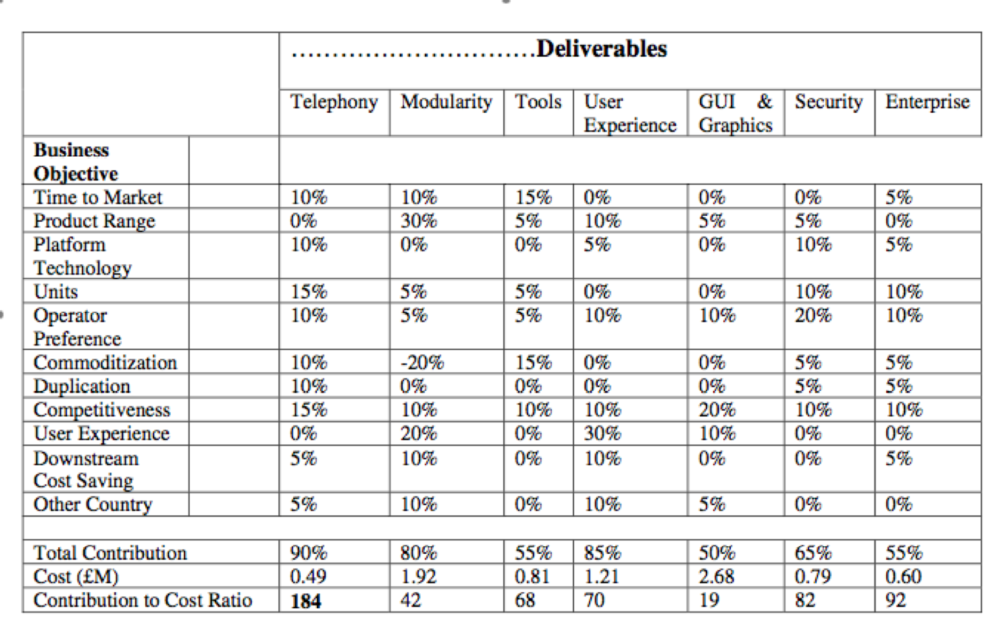 ..............................Deliverables
Telephony Modularity Tools User Experience GUI & Graphics Security Enterprise
Business Objective
Time to Market 10% 10% 15% 0% 0% 0% 5%
Product Range 0% 30% 5% 10% 5% 5% 0%
Platform Technology 10% 0% 0% 5% 0% 10% 5%
Units 15% 5% 5% 0% 0% 10% 10%
Operator Preference 10% 5% 5% 10% 10% 20% 10%
Commoditization 10% -20% 15% 0% 0% 5% 5%
Duplication 10% 0% 0% 0% 0% 5% 5%
Competitiveness 15% 10% 10% 10% 20% 10% 10%
User Experience 0% 20% 0% 30% 10% 0% 0%
Downstream Cost Saving 5% 10% 0% 10% 0% 0% 5%
Other Country 5% 10% 0% 10% 5% 0% 0%
Total Contribution 90% 80% 55% 85% 50% 65% 55%
Cost (£M) 0.49 1.92 0.81 1.21 2.68 0.79 0.60
Contribution to Cost Ratio 184 42 68 70 19 82 92